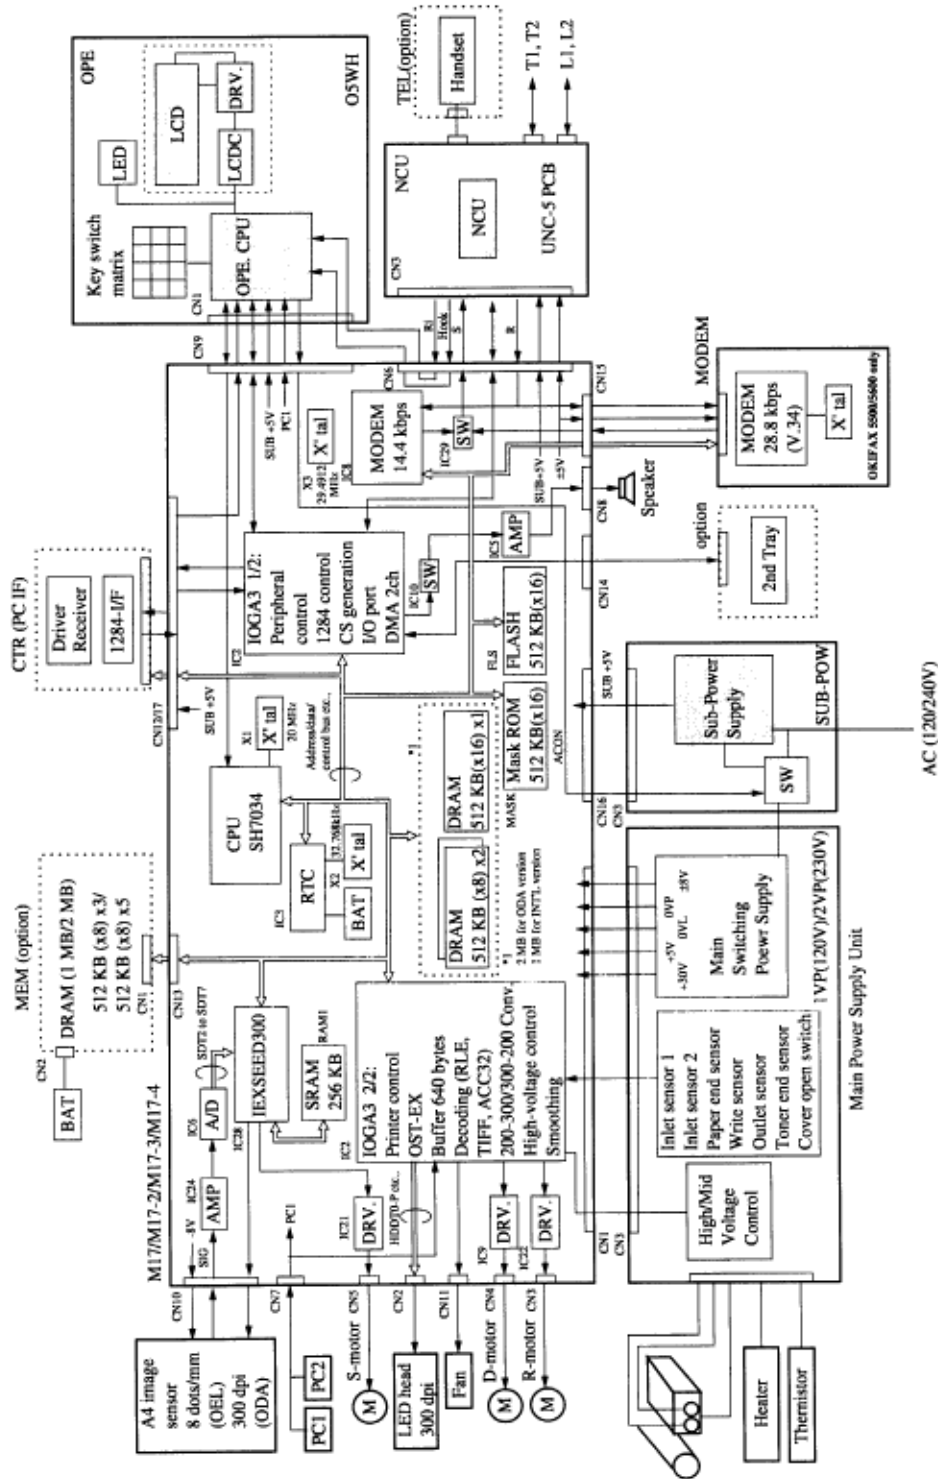 MEM (option)
CN2
BAT
DRAM (1 MB/2 MB)
512 KB (x8) x3/
512 KB (x8) x5
CN1
CN13
CTR (PC IF)
Driver
Receiver
1284-I/F
CN12/17
SUB +5V
OPE
Key switch
matrix
LED
LCD
LCDC
DRV.
OPE. CPU
CN1
O5WH
CN9
M17/M17-2/M17-3/M17-4
A4 image
sensor
8 dots/mm
(OEL)
300 dpi
(ODA)
CN10
-8V
SIG
IC24
AMP
IC6
A/D
SDT2 to SDT7
IC28
IEXSEED300
RAM1
SRAM
256 KB
CPU
SH7034
X1
X' tal
20 MHz
IC3
RTC
X2
32.768kHz
X' tal
BAT
Address/data/
control bus etc.,
IC2
IOGA3 1/2:
Peripheral
control
1284 control
CS generation
I/O port
DMA 2ch
SUB +5V
PC1
X3
29.4912
MHz
X' tal
IC8
MODEM
14.4 kbps
IC29
SW
CN6
IC10
SW
IC5
AMP
SUB+5V
±5V
PC1
PC2
CN7
PC1
S-motor
M
CN5
IC21
DRV.
HDDT0-P etc.,
LED head
300 dpi
CN2
Fan
CN11
D-motor
M
CN4
IC9
DRV.
R-motor
M
CN3
IC22
DRV.
IC2
IOGA3 2/2:
Printer control
OST-EX
Buffer 640 bytes
Decoding (RLE,
TIFF, ACC32)
200-300/300-200 Conv.
High-voltage control
Smoothing
*1
DRAM
512 KB (x8) x2
DRAM
512 KB(x16) x1
*1
2 MB for ODA version
1 MB for INT'L version
MASK
Mask ROM
512 KB(x16)
FLS
FLASH
512 KB(x16)
ACON
TEL(option)
Handset
NCU
CN3
NCU
UNC-5 PCB
T1, T2
L1, L2
Ri
Hook
S
R
CN15
MODEM
MODEM
28.8 kbps
(V.34)
X' tal
OKIFAX 5500/5600 only
CN8
Speaker
CN14
option
2nd Tray
SUB +5V
CN16
CN3
Sub-Power
Supply
SW
SUB-POW
AC (120/240V)
CN1
CN3
High/Mid
Voltage
Control
Inlet sensor 1
Inlet sensor 2
Paper end sensor
Write sensor
Outlet sensor
Toner end sensor
Cover open switch
+30V
+5V
0VL
0VP
±8V
Main
Switching
Poewr Supply
1VP(120V)/2VP(230V)
Main Power Supply Unit
Heater
Thernistor